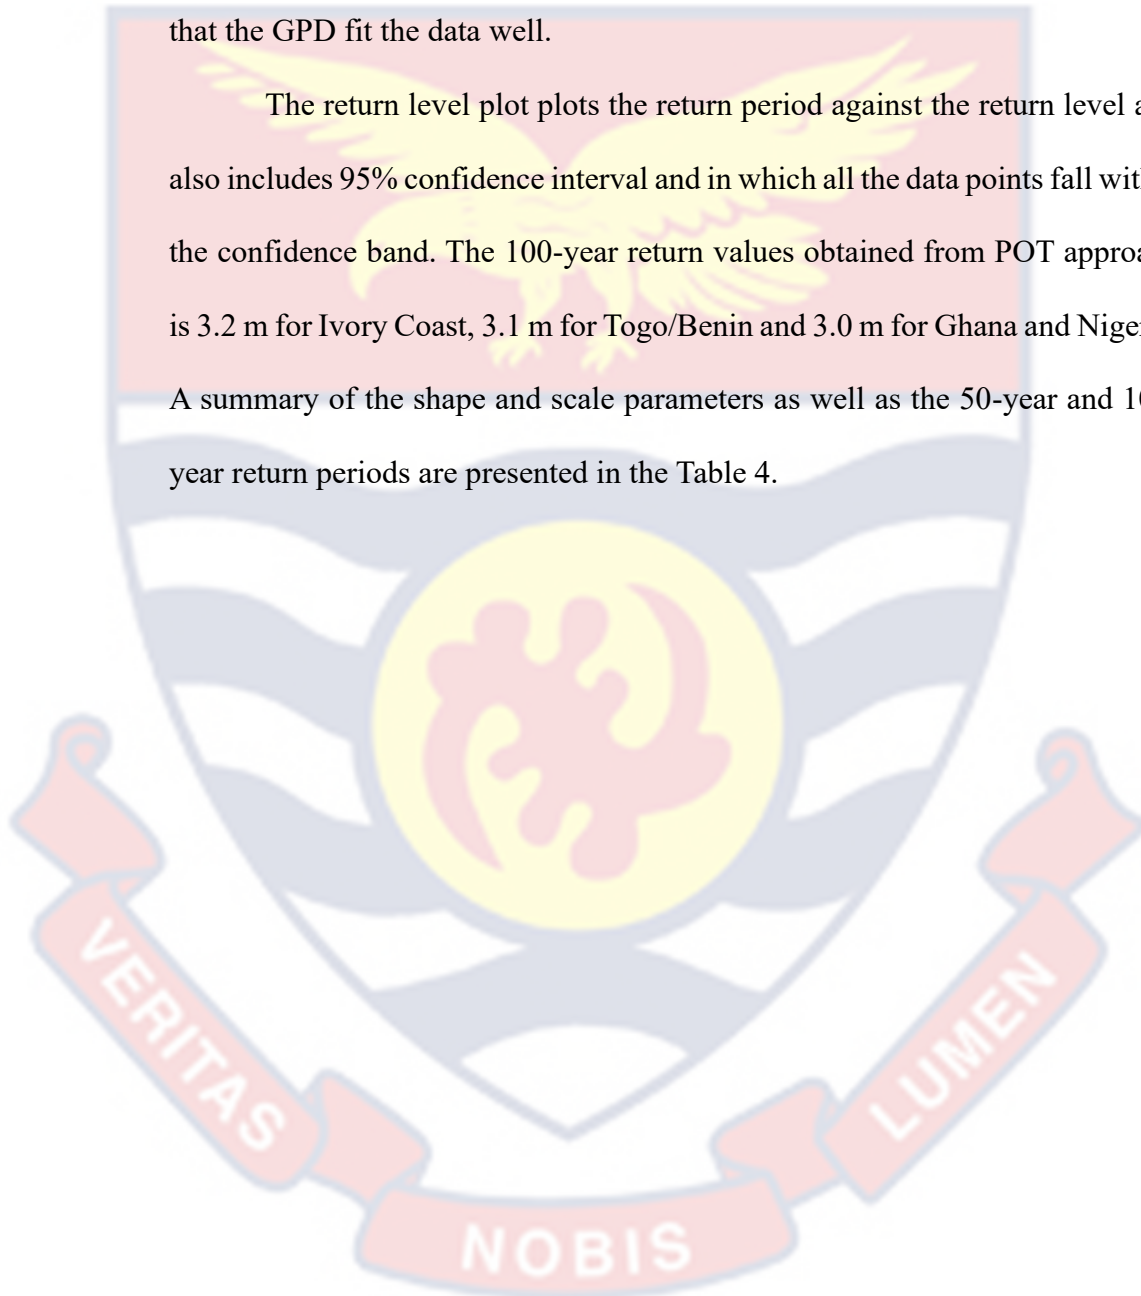 that the GPD fit the data well.
The return level plot plots the return period against the return level a
also includes 95% confidence interval and in which all the data points fall with
the confidence band. The 100-year return values obtained from POT approa
is 3.2 m for Ivory Coast, 3.1 m for Togo/Benin and 3.0 m for Ghana and Niger
A summary of the shape and scale parameters as well as the 50-year and 10
year return periods are presented in the Table 4.
VERITAS
NOBIS
LUMEN